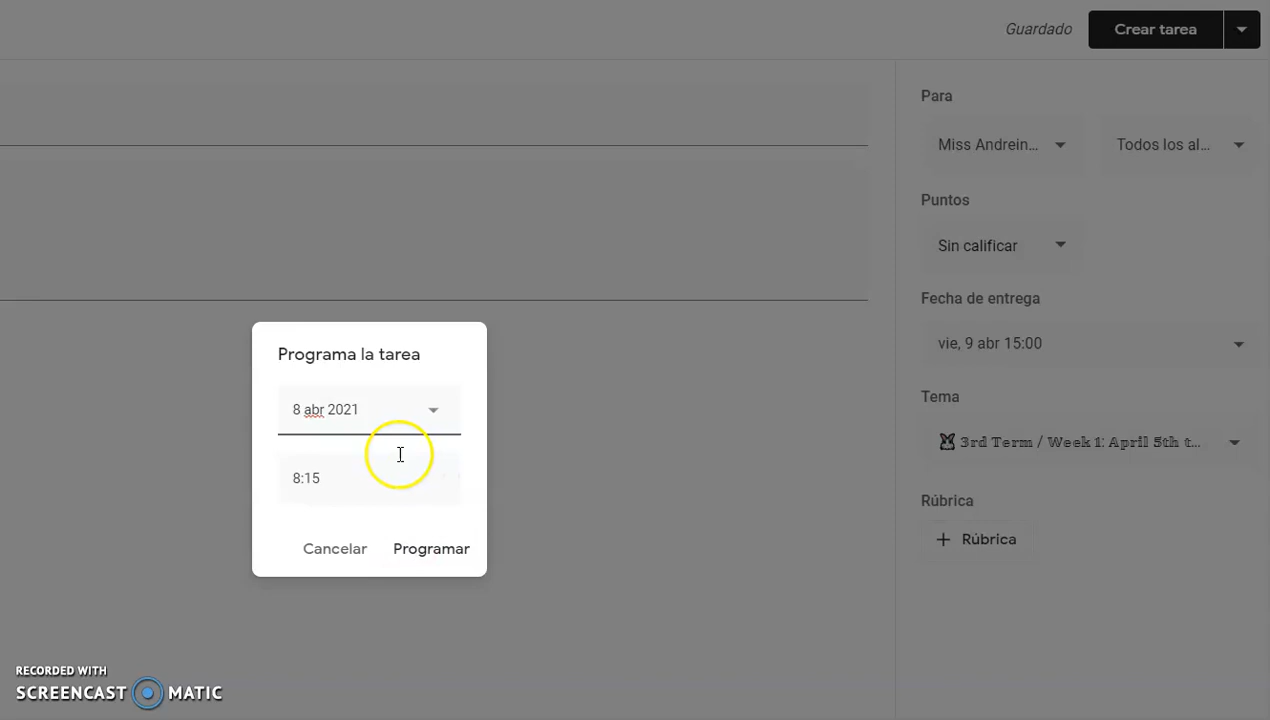 Guardado
Crear tarea
Para
Miss Andrein...
Todos los al...
Puntos
Sin calificar
Fecha de entrega
vie, 9 abr 15:00
Tema
3rd Term / Week 1: April 5th t...
Rúbrica
+ Rúbrica
Programa la tarea
8 abr 2021
8:15
Cancelar
Programar
RECORDED WITH
SCREENCAST MATIC